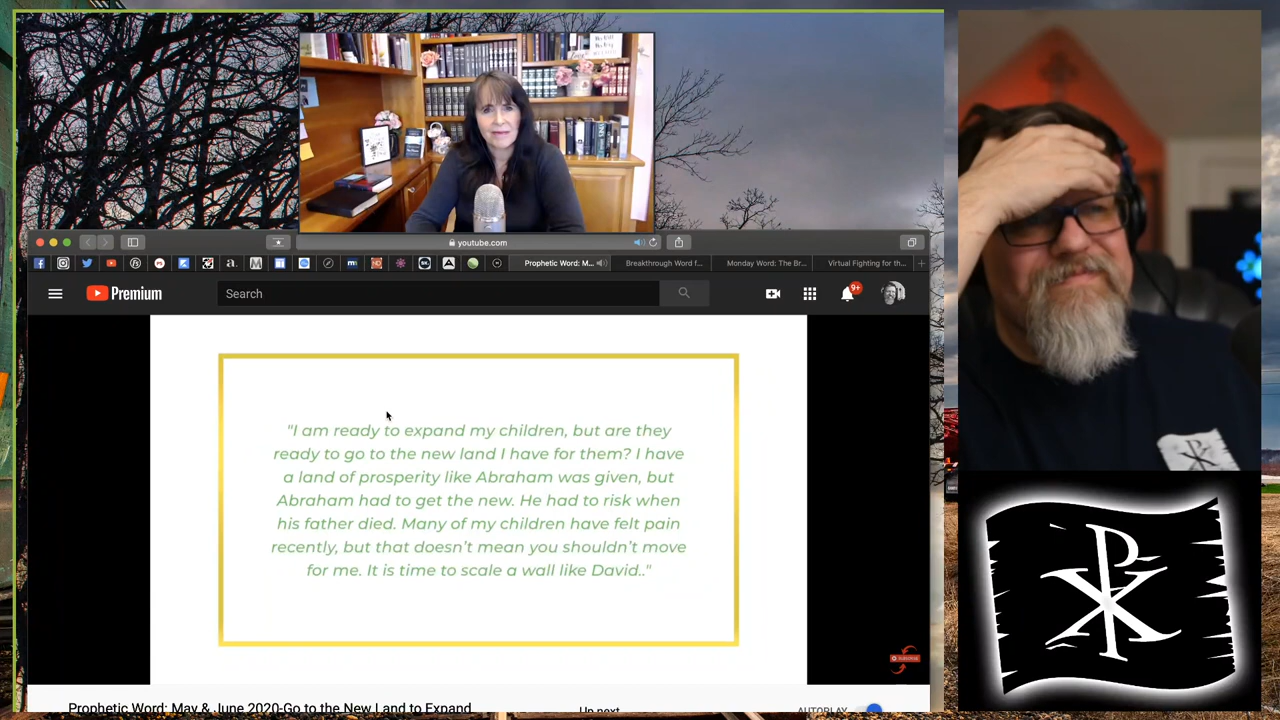 youtube.com
Prophetic Word: M...
Breakthrough Word f...
Monday Word: The Br...
Virtual Fighting for th...
Premium
Search
9+
"I am ready to expand my children, but are they
ready to go to the new land I have for them? I have
a land of prosperity like Abraham was given, but
Abraham had to get the new. He had to risk when
his father died. Many of my children have felt pain
recently, but that doesn't mean you shouldn't move
for me. It is time to scale a wall like David.."
Prophetic Word: May & June 2020-Go to the New Land to Expand
Up next
AUTOPLAY